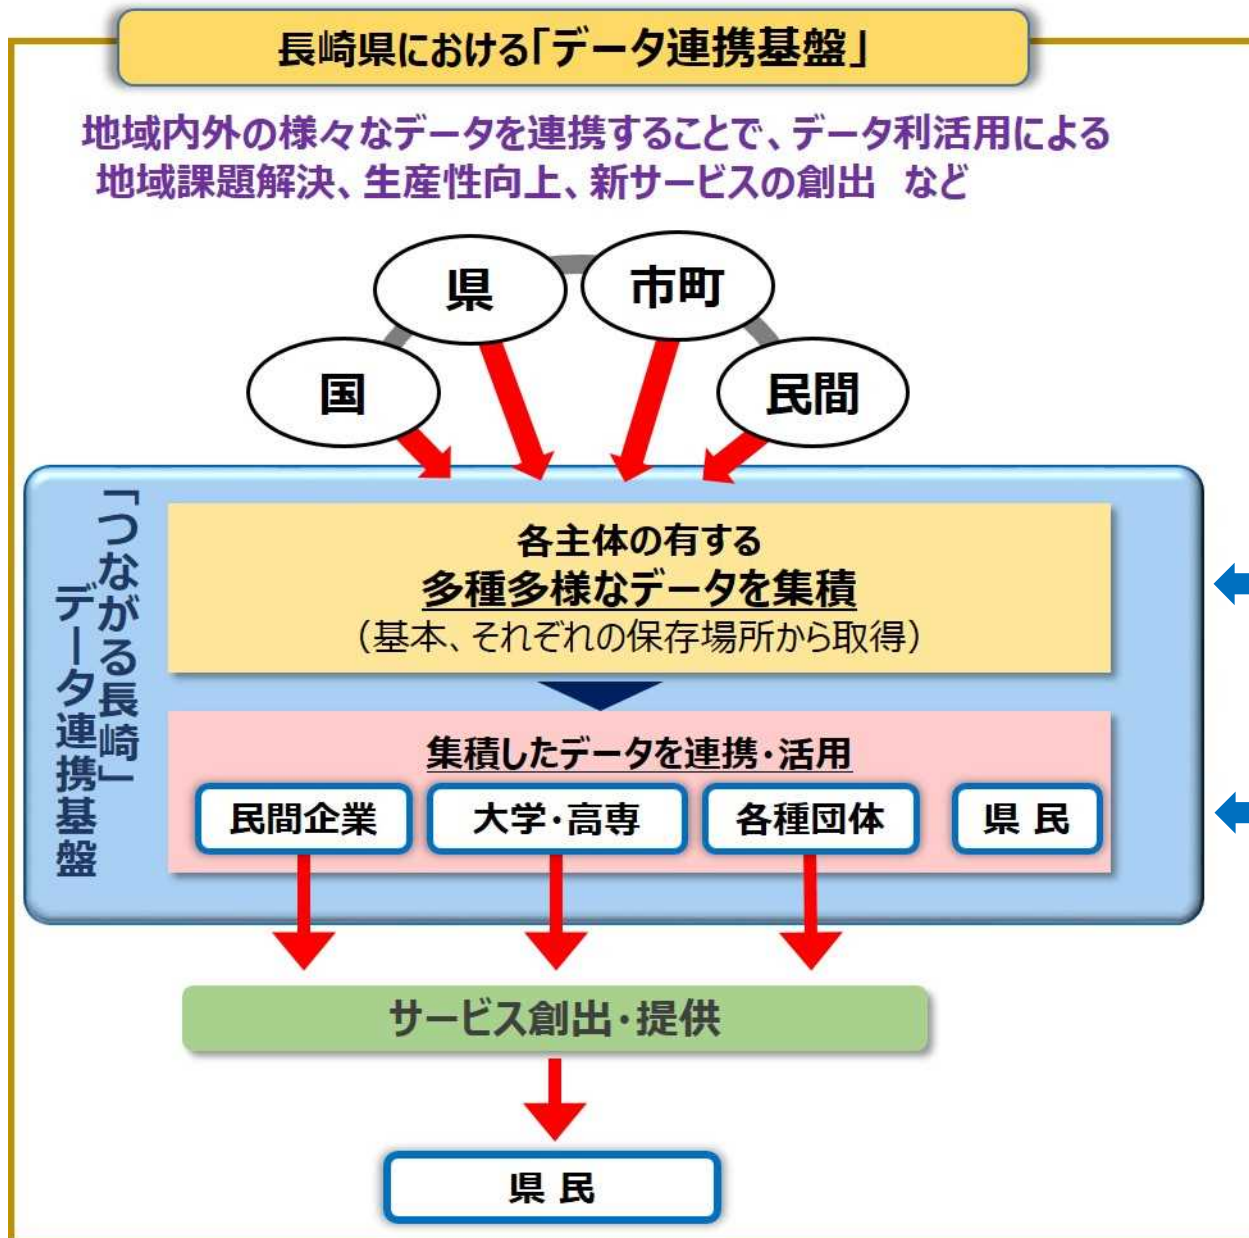 長崎県における「データ連携基盤」
地域内外の様々なデータを連携することで、データ利活用による
地域課題解決、生産性向上、新サービスの創出 など
県
市町
国
民間
「つながる長崎」
データ連携基盤
各主体の有する
多種多様なデータを集積
（基本、それぞれの保存場所から取得）
集積したデータを連携・活用
民間企業
大学・高専
各種団体
県 民
サービス創出・提供
県 民